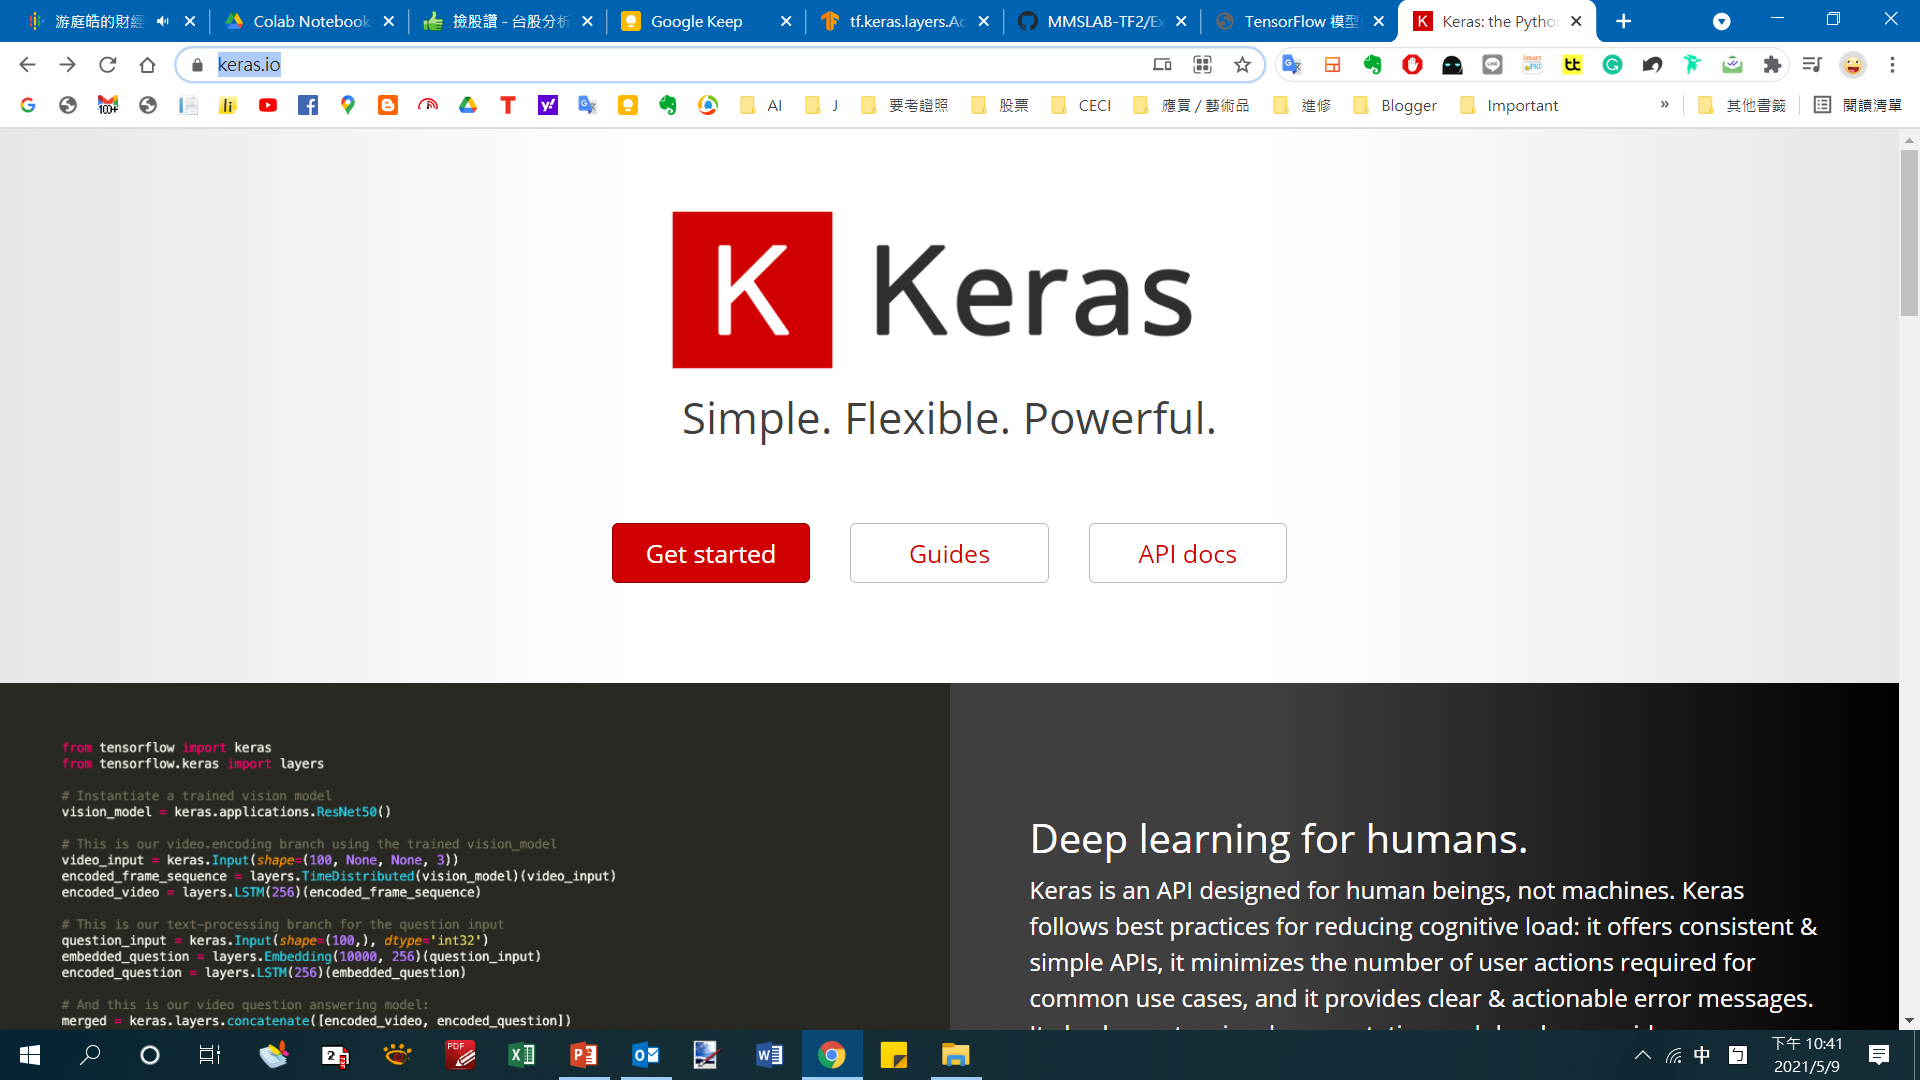 游庭皓的財經
Colab Notebook
撿股讚 - 台股分析
Google Keep
tf.keras.layers.Ac
MMSLAB-TF2/Ex
TensorFlow 模型
Keras: the Pytho
keras.io
AI
J
要考證照
股票
CECI
應買 / 藝術品
進修
Blogger
Important
»
其他書籤
閱讀清單
K Keras
Simple. Flexible. Powerful.
Get started
Guides
API docs
from tensorflow import keras
from tensorflow.keras import layers
# Instantiate a trained vision model
vision_model = keras.applications.ResNet50()
# This is our video.encoding branch using the trained vision_model
video_input = keras.Input(shape=(100, None, None, 3))
encoded_frame_sequence = layers.TimeDistributed(vision_model)(video_input)
encoded_video = layers.LSTM(256)(encoded_frame_sequence)
# This is our text-processing branch for the question input
question_input = keras.Input(shape=(100,), dtype='int32')
embedded_question = layers.Embedding(10000, 256)(question_input)
encoded_question = layers.LSTM(256)(embedded_question)
# And this is our video question answering model:
merged = keras.layers.concatenate([encoded_video, encoded_question])
Deep learning for humans.
Keras is an API designed for human beings, not machines. Keras
follows best practices for reducing cognitive load: it offers consistent &
simple APIs, it minimizes the number of user actions required for
common use cases, and it provides clear & actionable error messages.
中
下午 10:41
2021/5/9